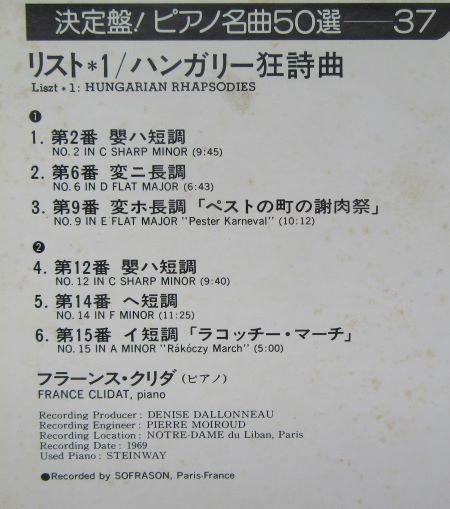 決定盤!ピアノ名曲50選——37
リスト*1/ハンガリー狂詩曲
Liszt * 1: HUNGARIAN RHAPSODIES
❶
1. 第2番 嬰ハ短調
NO. 2 IN C SHARP MINOR (9:45)
2. 第6番 変ニ長調
NO. 6 IN D FLAT MAJOR (6:43)
3. 第9番 変ホ長調「ペストの町の謝肉祭」
NO. 9 IN E FLAT MAJOR "Pester Karneval" (10:12)
❷
4. 第12番 嬰ハ短調
NO. 12 IN C SHARP MINOR (9:40)
5. 第14番 ヘ短調
NO. 14 IN F MINOR (11:25)
6. 第15番 イ短調「ラコッチー・マーチ」
NO. 15 IN A MINOR "Rákóczy March" (5:00)
フラーンス・クリダ(ピアノ)
FRANCE CLIDAT, piano
Recording Producer: DENISE DALLONNEAU
Recording Engineer: PIERRE MOIROUD
Recording Location: NOTRE-DAME du Liban, Paris
Recording Date: 1969
Used Piano: STEINWAY
●Recorded by SOFRASON, Paris-France